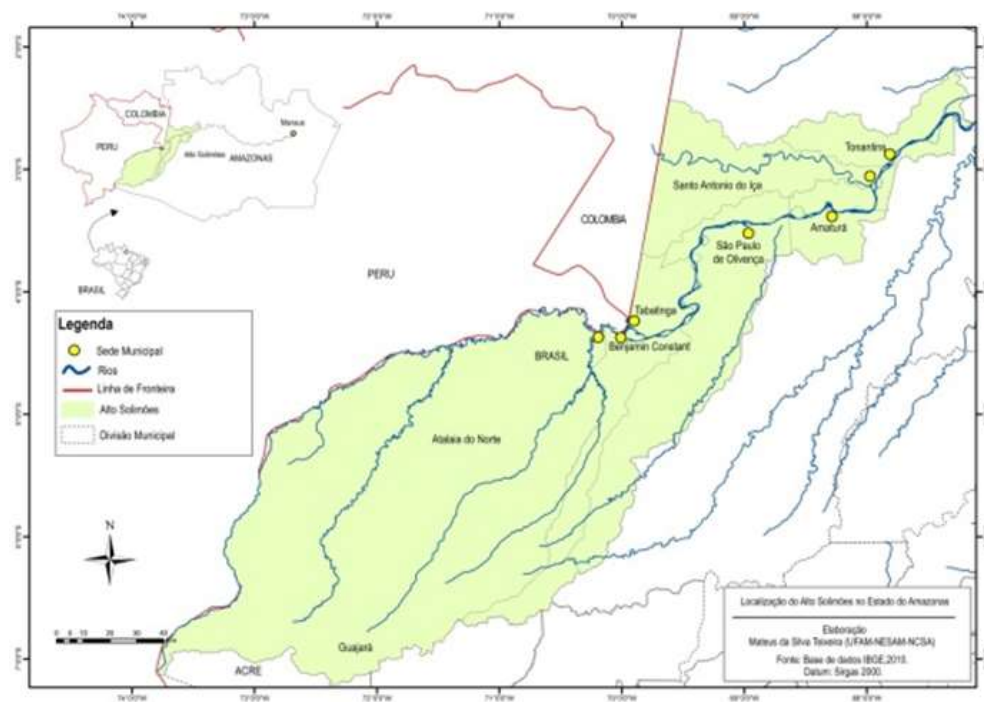 COLOMBIA
PERU
Manaus
Alto Solimões
AMAZONAS
BRASIL
Tonantins
Santo Antonio do Iça
Amaturá
São Paulo
de Olivença
COLOMBIA
PERU
Tabatinga
Benjamin Constant
BRASIL
Atalaia do Norte
Guajará
ACRE
Legenda
Sede Municipal
Rios
Linha de Fronteira
Alto Solimões
Divisão Municipal
N
Localização do Alto Solimões no Estado do Amazonas
Elaboração
Mateus da Silva Teixeira (UFAM-NESAM-NCSA)
Fonte: Base de dados IBGE,2010.
Datum: Sirgas 2000.